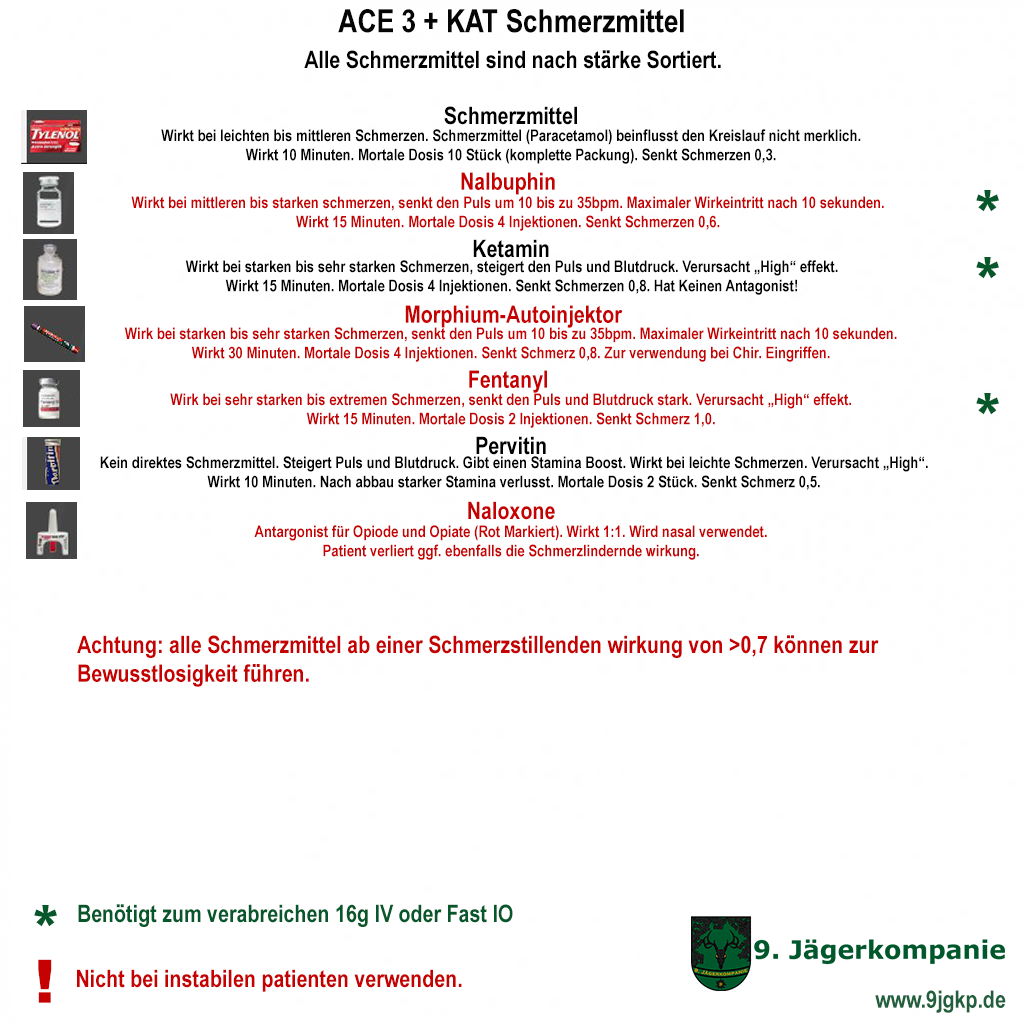 ACE 3 + KAT Schmerzmittel
Alle Schmerzmittel sind nach stärke Sortiert.
TYLENOL
Schmerzmittel
Wirkt bei leichten bis mittleren Schmerzen. Schmerzmittel (Paracetamol) beinflusst den Kreislauf nicht merklich.
Wirkt 10 Minuten. Mortale Dosis 10 Stück (komplette Packung). Senkt Schmerzen 0,3.
Nalbuphin
Wirkt bei mittleren bis starken schmerzen, senkt den Puls um 10 bis zu 35bpm. Maximaler Wirkeintritt nach 10 sekunden.
Wirkt 15 Minuten. Mortale Dosis 4 Injektionen. Senkt Schmerzen 0,6.
*
Ketamin
Wirkt bei starken bis sehr starken Schmerzen, steigert den Puls und Blutdruck. Verursacht „High“ effekt.
Wirkt 15 Minuten. Mortale Dosis 4 Injektionen. Senkt Schmerzen 0,8. Hat Keinen Antagonist!
*
Morphium-Autoinjektor
Wirk bei starken bis sehr starken Schmerzen, senkt den Puls um 10 bis zu 35bpm. Maximaler Wirkeintritt nach 10 sekunden.
Wirkt 30 Minuten. Mortale Dosis 4 Injektionen. Senkt Schmerz 0,8. Zur verwendung bei Chir. Eingriffen.
Fentanyl
Wirk bei sehr starken bis extremen Schmerzen, senkt den Puls und Blutdruck stark. Verursacht „High“ effekt.
Wirkt 15 Minuten. Mortale Dosis 2 Injektionen. Senkt Schmerz 1,0.
*
Pervitin
Pervitin
Kein direktes Schmerzmittel. Steigert Puls und Blutdruck. Gibt einen Stamina Boost. Wirkt bei leichte Schmerzen. Verursacht „High“.
Wirkt 10 Minuten. Nach abbau starker Stamina verlusst. Mortale Dosis 2 Stück. Senkt Schmerz 0,5.
Naloxone
Antargonist für Opiode und Opiate (Rot Markiert). Wirkt 1:1. Wird nasal verwendet.
Patient verliert ggf. ebenfalls die Schmerzlindernde wirkung.
Achtung: alle Schmerzmittel ab einer Schmerzstillenden wirkung von >0,7 können zur
Bewusstlosigkeit führen.
* Benötigt zum verabreichen 16g IV oder Fast IO
! Nicht bei instabilen patienten verwenden.
9. JÄGERKOMPANIE
9. Jägerkompanie
www.9jgkp.de